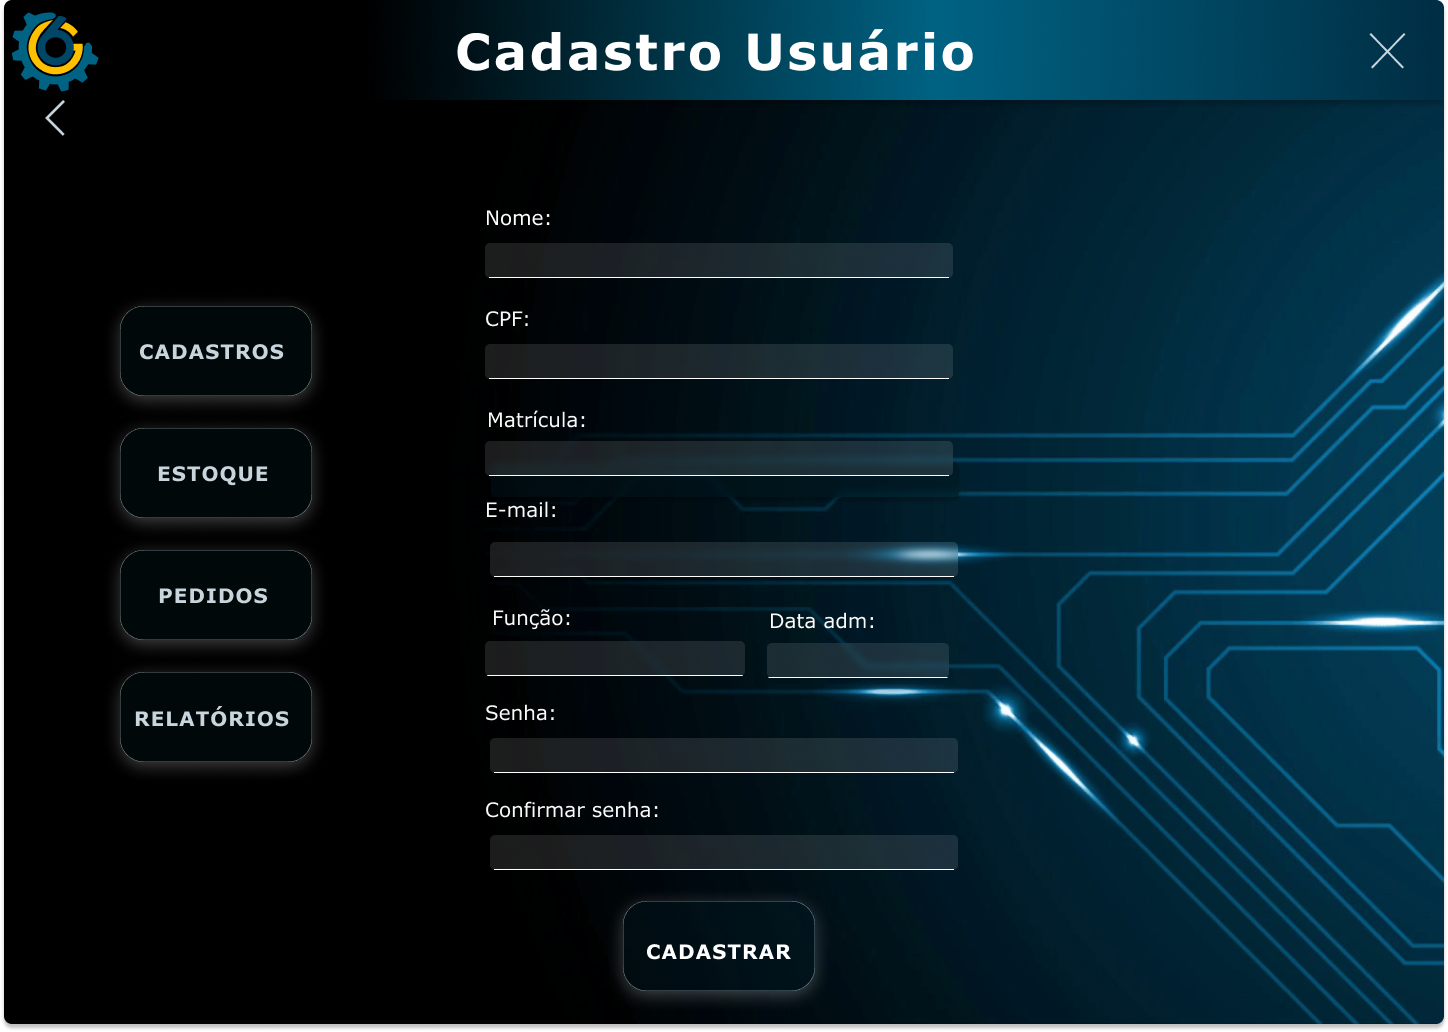 Cadastro Usuário
CADASTROS
ESTOQUE
PEDIDOS
RELATÓRIOS
Nome:
CPF:
Matrícula:
E-mail:
Função:
Data adm:
Senha:
Confirmar senha:
CADASTRAR